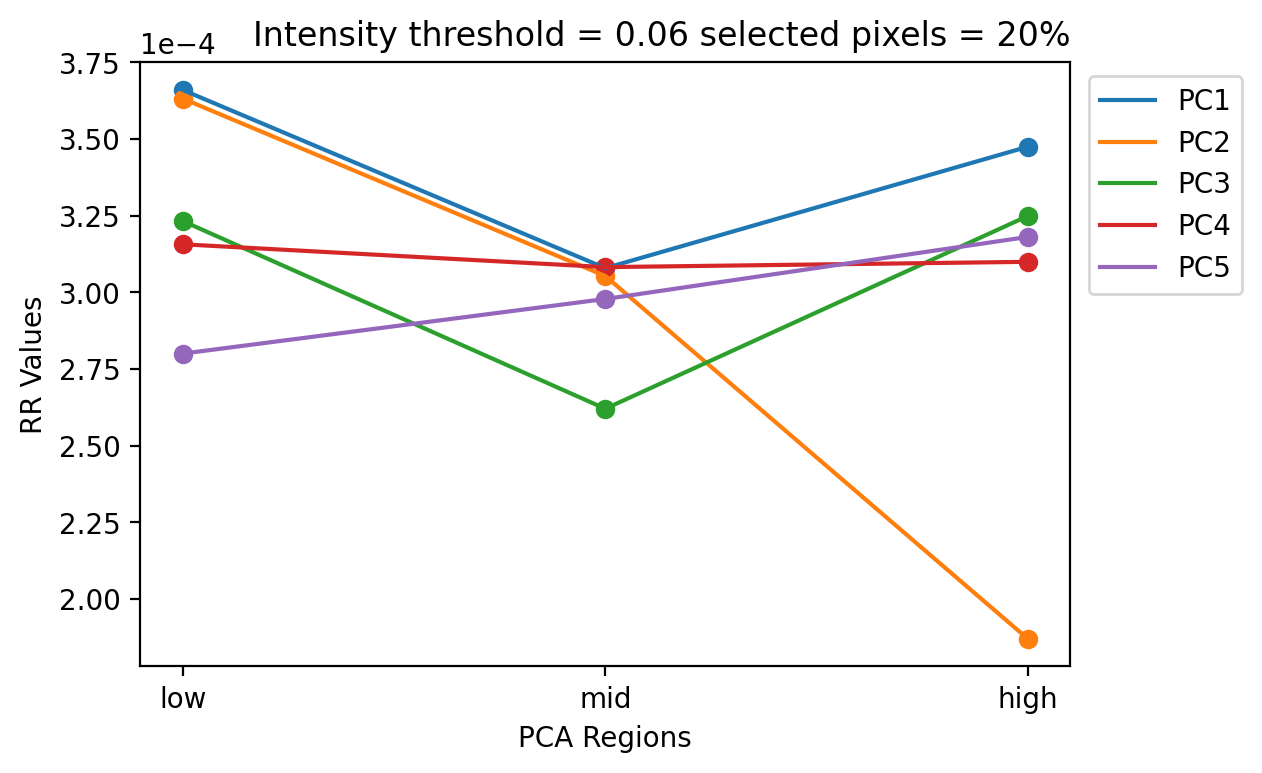 Intensity threshold = 0.06 selected pixels = 20%
1e−4
3.75
3.50
3.25
3.00
2.75
2.50
2.25
2.00
RR Values
low
mid
high
PCA Regions
PC1
PC2
PC3
PC4
PC5